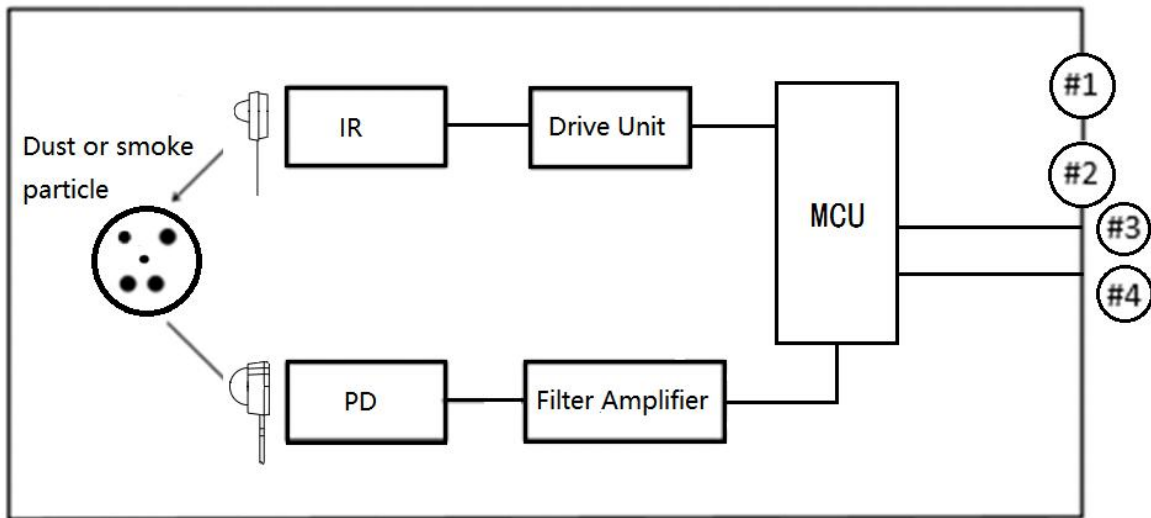 #1
IR
Drive Unit
Dust or smoke
particle
#2
MCU
#3
#4
PD
Filter Amplifier